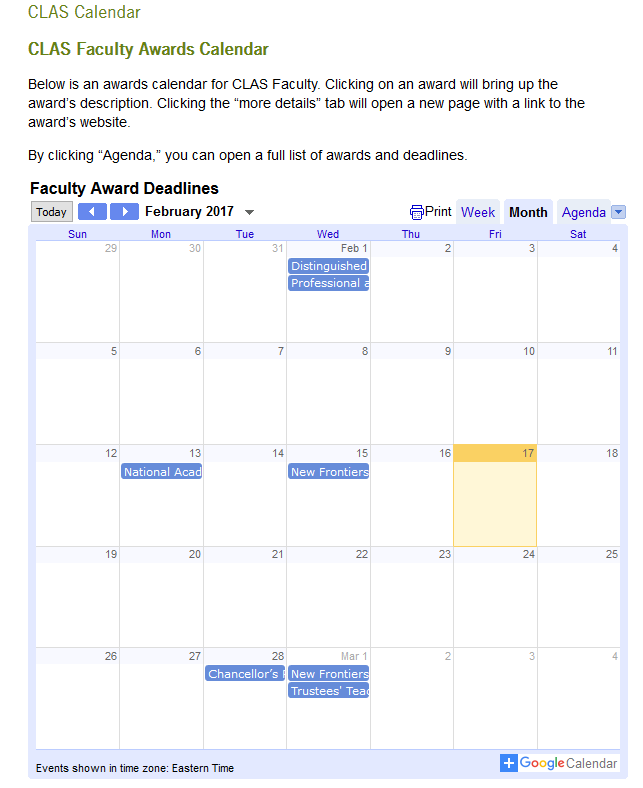 CLAS Calendar
CLAS Faculty Awards Calendar
Below is an awards calendar for CLAS Faculty. Clicking on an award will bring up the
award's description. Clicking the “more details” tab will open a new page with a link to the
award's website.
By clicking “Agenda,” you can open a full list of awards and deadlines.
Faculty Award Deadlines
Today February 2017 Print Week Month Agenda
Sun Mon Tue Wed Thu Fri Sat
29 30 31 Feb 1 2 3 4
Distinguished
Professional a
5 6 7 8 9 10 11
12 13 14 15 16 17 18
National Acad New Frontiers
19 20 21 22 23 24 25
26 27 28 Mar 1 2 3 4
Chancellor's New Frontiers
Trustees' Teac
Events shown in time zone: Eastern Time
+ Google Calendar